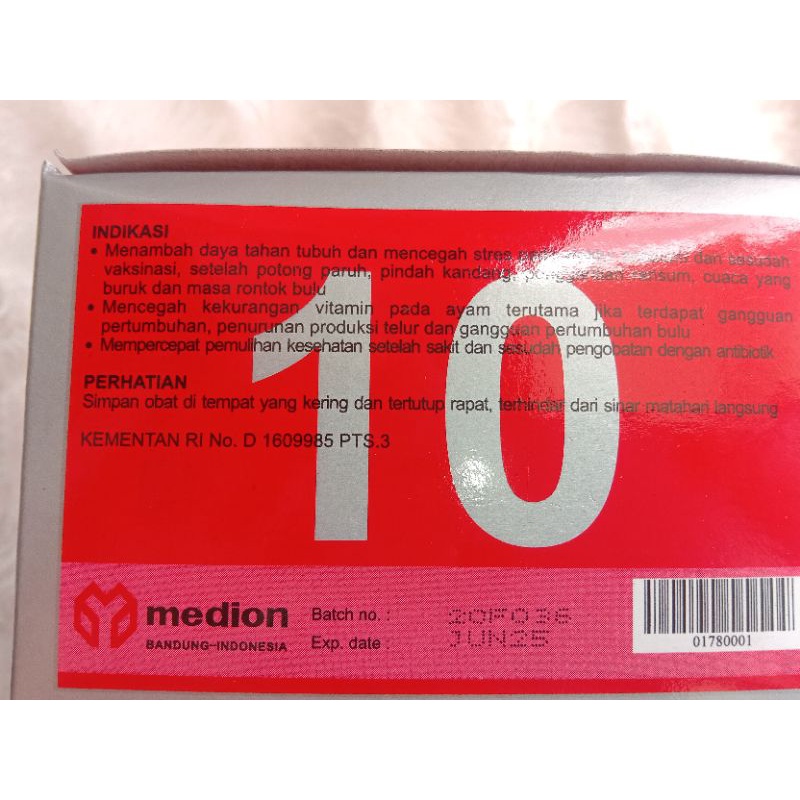 INDIKASI
• Menambah daya tahan tubuh dan mencegah stres dan sesudah
vaksinasi, setelah potong paruh, pindah kandang, ransum, cuaca yang
buruk dan masa rontok bulu
• Mencegah kekurangan vitamin pada ayam terutama jika terdapat gangguan
pertumbuhan, penurunan produksi telur dan gangguan pertumbuhan bulu
• Mempercepat pemulihan kesehatan setelah sakit dan sesudah pengobatan dengan antibiotik
10
PERHATIAN
Simpan obat di tempat yang kering dan tertutup rapat, terhindar dari sinar matahari langsung
KEMENTAN RI No. D 1609985 PTS.3
medion
BANDUNG-INDONESIA
Batch no. : 20F036
Exp. date : JUN25
01780001